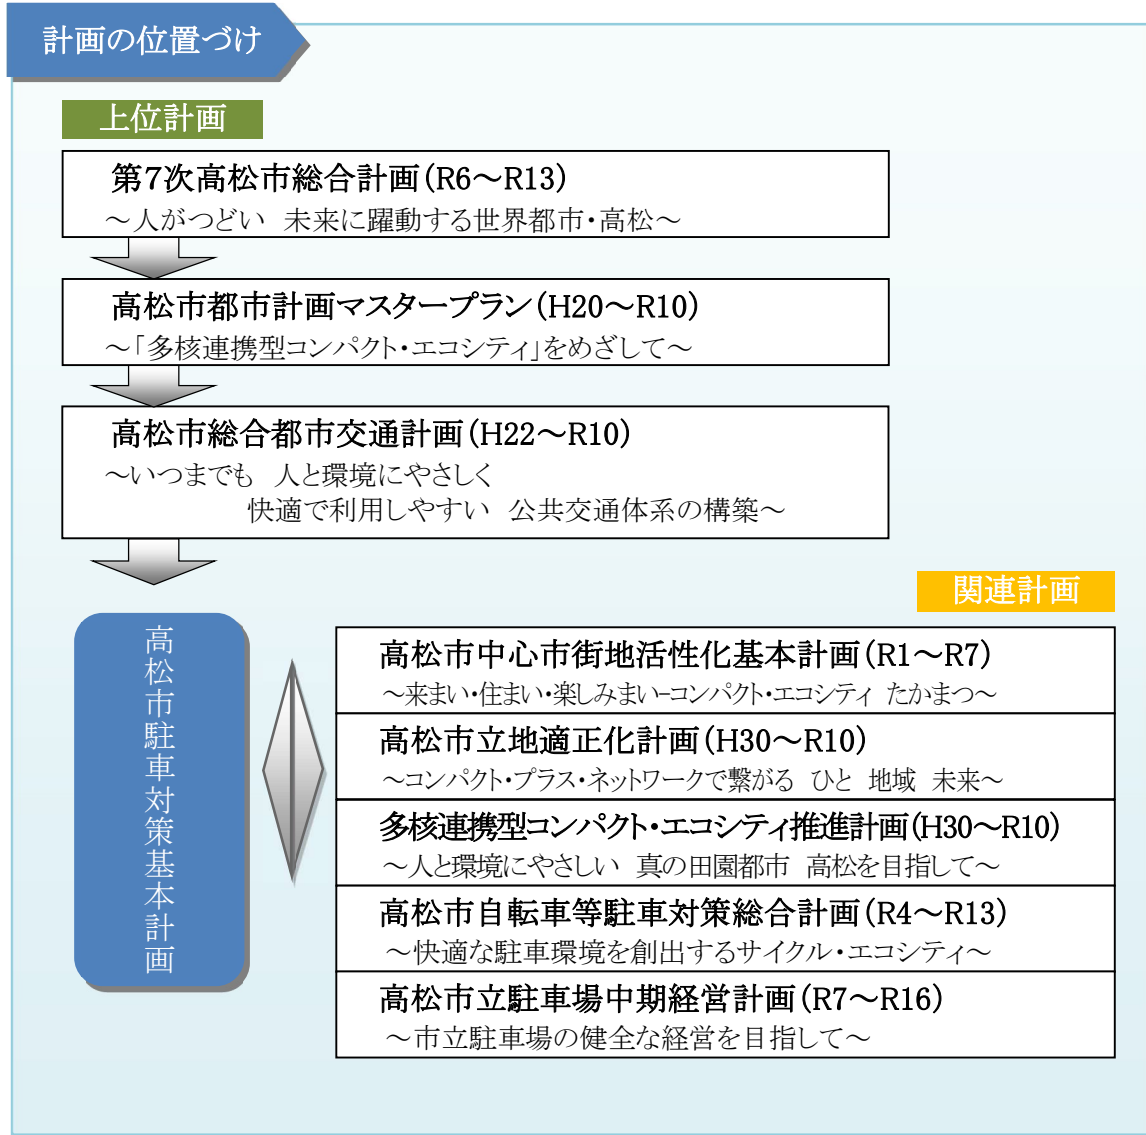 計画の位置づけ
上位計画
第7次高松市総合計画(R6～R13)
～人がつどい　未来に躍動する世界都市・高松～
高松市都市計画マスタープラン(H20～R10)
～「多核連携型コンパクト・エコシティ」をめざして～
高松市総合都市交通計画(H22～R10)
～いつまでも　人と環境にやさしく
快適で利用しやすい　公共交通体系の構築～
高松市駐車対策基本計画
関連計画
高松市中心市街地活性化基本計画(R1～R7)
～来まい・住まい・楽しみまい-コンパクト・エコシティ たかまつ～
高松市立地適正化計画(H30～R10)
～コンパクト・プラス・ネットワークで繋がる　ひと　地域　未来～
多核連携型コンパクト・エコシティ推進計画(H30～R10)
～人と環境にやさしい　真の田園都市　高松を目指して～
高松市自転車等駐車対策総合計画(R4～R13)
～快適な駐車環境を創出するサイクル・エコシティ～
高松市立駐車場中期経営計画(R7～R16)
～市立駐車場の健全な経営を目指して～